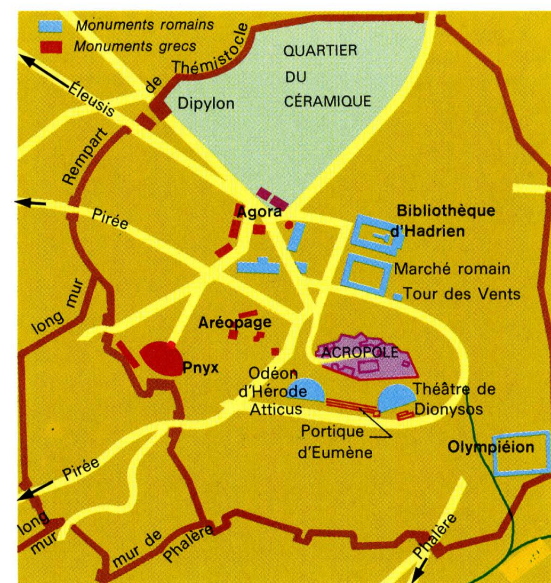 Monuments romains
Monuments grecs
QUARTIER
DU
CÉRAMIQUE
Rempart de Thémistocle
Dipylon
Éleusis
Agora
Pirée
Bibliothèque
d'Hadrien
Marché romain
Tour des Vents
long mur
Aréopage
ACROPOLE
Pnyx
Odéon
d'Hérode
Atticus
Théâtre de
Dionysos
Portique
d'Eumène
Olympiéion
Pirée
long
mur
mur de
Phalère
Phalère